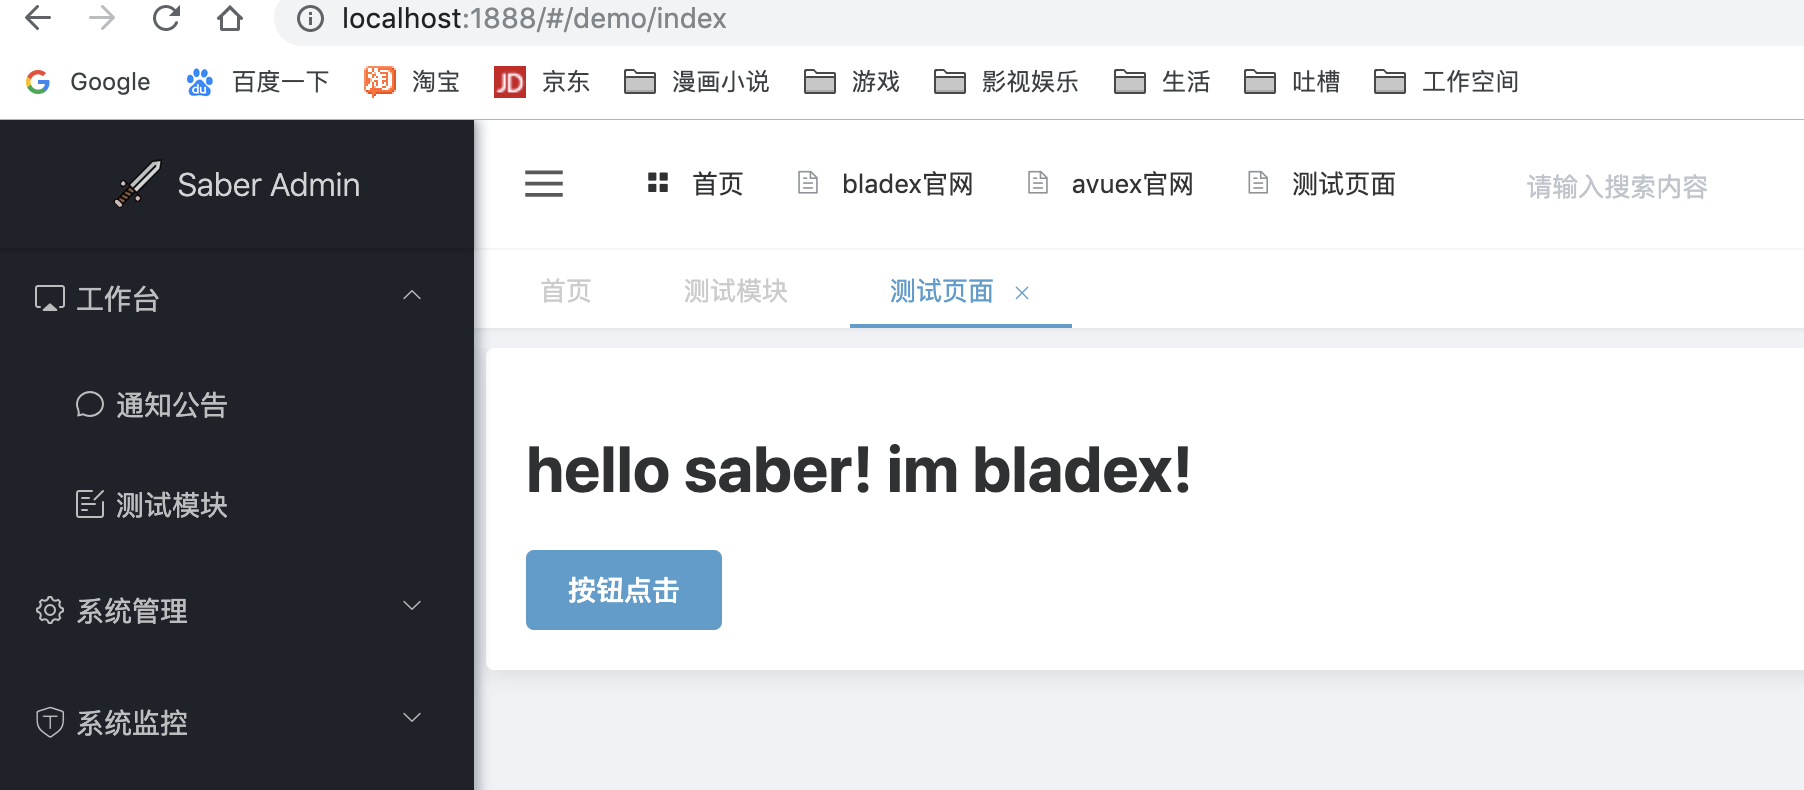 localhost:1888/#/demo/index
Google 百度一下 淘 淘宝 JD 京东 漫画小说 游戏 影视娱乐 生活 吐槽 工作空间
du
Saber Admin
首页 bladex官网 avuex官网 测试页面 请输入搜索内容
首页 测试模块 测试页面
工作台
通知公告
测试模块
系统管理
系统监控
hello saber! im bladex!
按钮点击